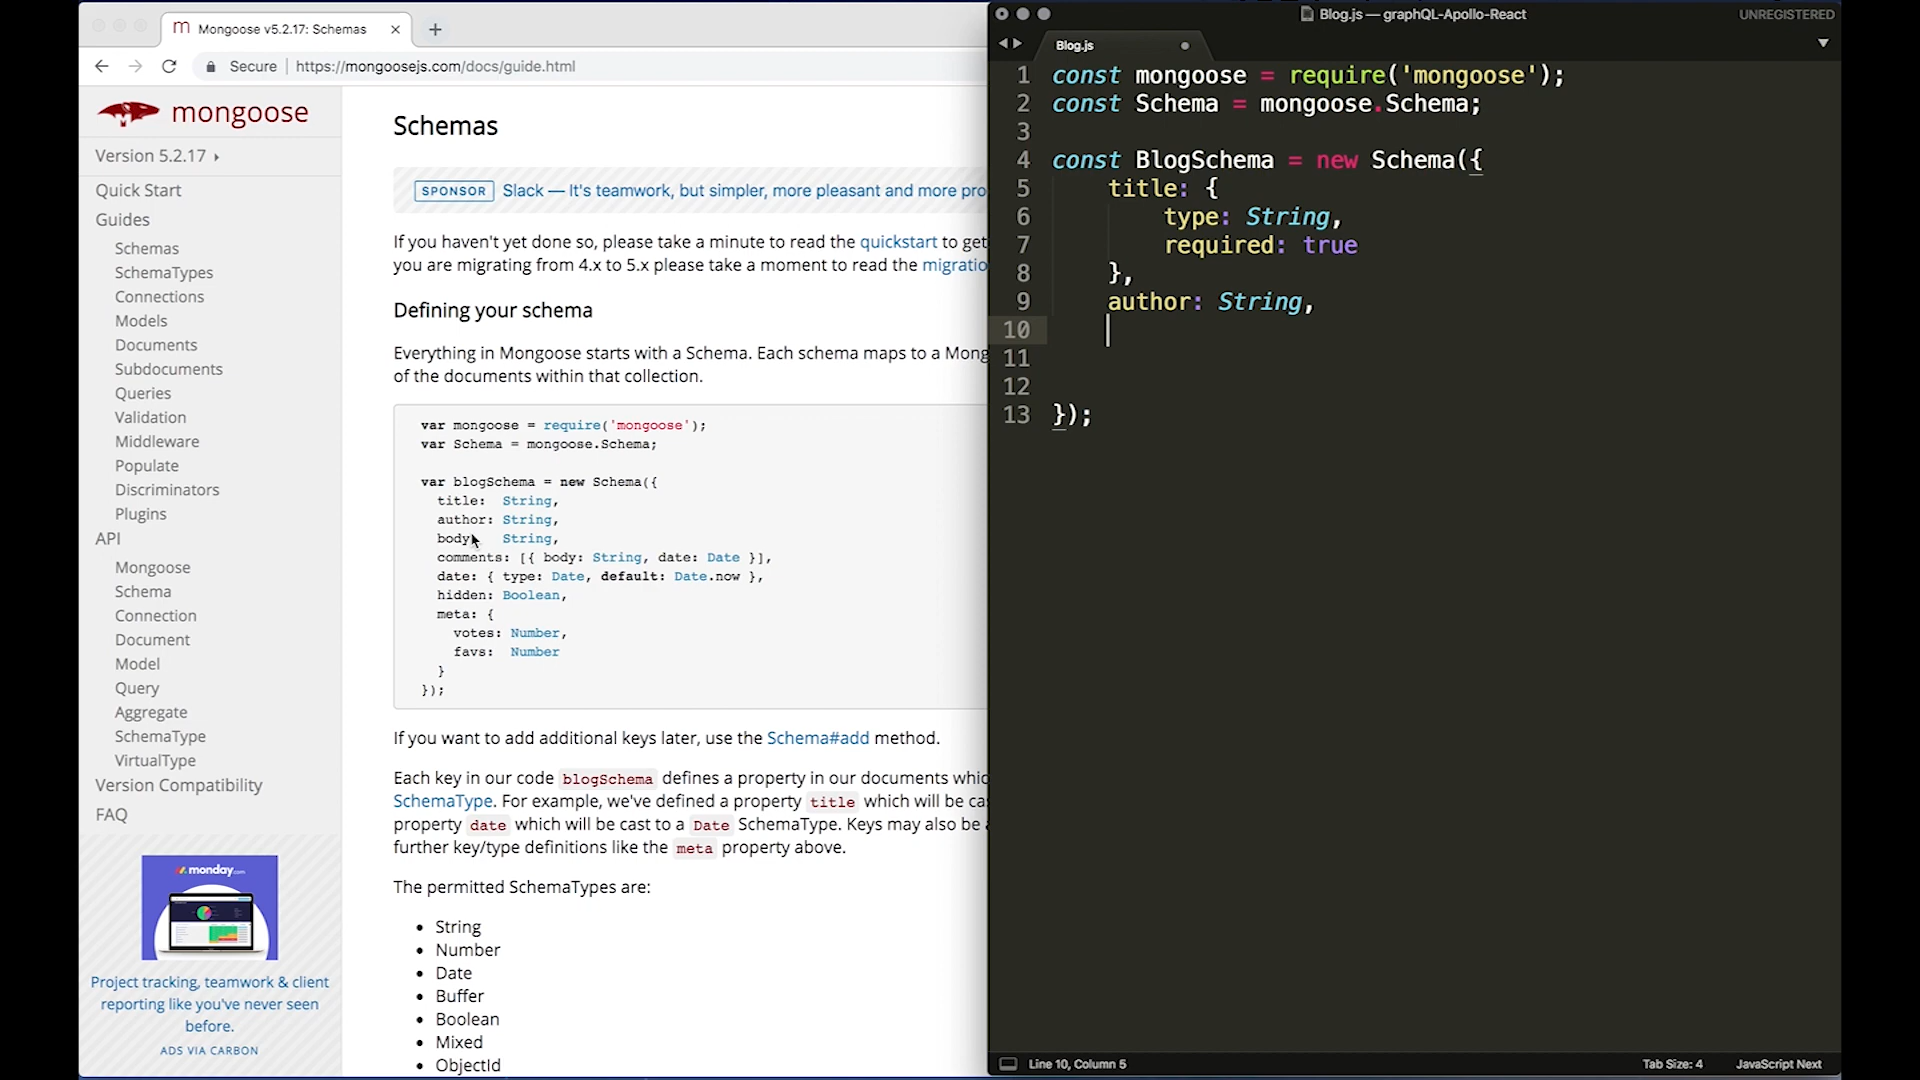 Mongoose v5.2.17: Schemas
Secure | https://mongoosejs.com/docs/guide.html
mongoose
Version 5.2.17
Quick Start
Guides
Schemas
SchemaTypes
Connections
Models
Documents
Subdocuments
Queries
Validation
Middleware
Populate
Discriminators
Plugins
API
Mongoose
Schema
Connection
Document
Model
Query
Aggregate
SchemaType
VirtualType
Version Compatibility
FAQ
monday.com
Project tracking, teamwork & client
reporting like you've never seen
before.
ADS VIA CARBON
Schemas
SPONSOR Slack — It's teamwork, but simpler, more pleasant and more pro
If you haven't yet done so, please take a minute to read the quickstart to get
you are migrating from 4.x to 5.x please take a moment to read the migratio
Defining your schema
Everything in Mongoose starts with a Schema. Each schema maps to a Mong
of the documents within that collection.
var mongoose = require('mongoose');
var Schema = mongoose.Schema;
var blogSchema = new Schema({
title: String,
author: String,
body: String,
comments: [{ body: String, date: Date }],
date: { type: Date, default: Date.now },
hidden: Boolean,
meta: {
votes: Number,
favs: Number
}
});
If you want to add additional keys later, use the Schema#add method.
Each key in our code blogSchema defines a property in our documents whic
SchemaType. For example, we've defined a property title which will be cas
property date which will be cast to a Date SchemaType. Keys may also be a
further key/type definitions like the meta property above.
The permitted SchemaTypes are:
String
Number
Date
Buffer
Boolean
Mixed
ObjectId
Blog.js — graphQL-Apollo-React
UNREGISTERED
Blog.js
1 const mongoose = require('mongoose');
2 const Schema = mongoose.Schema;
3
4 const BlogSchema = new Schema({
5 title: {
6 type: String,
7 required: true
8 },
9 author: String,
10
11
12
13 });
Line 10, Column 5
Tab Size: 4
JavaScript Next